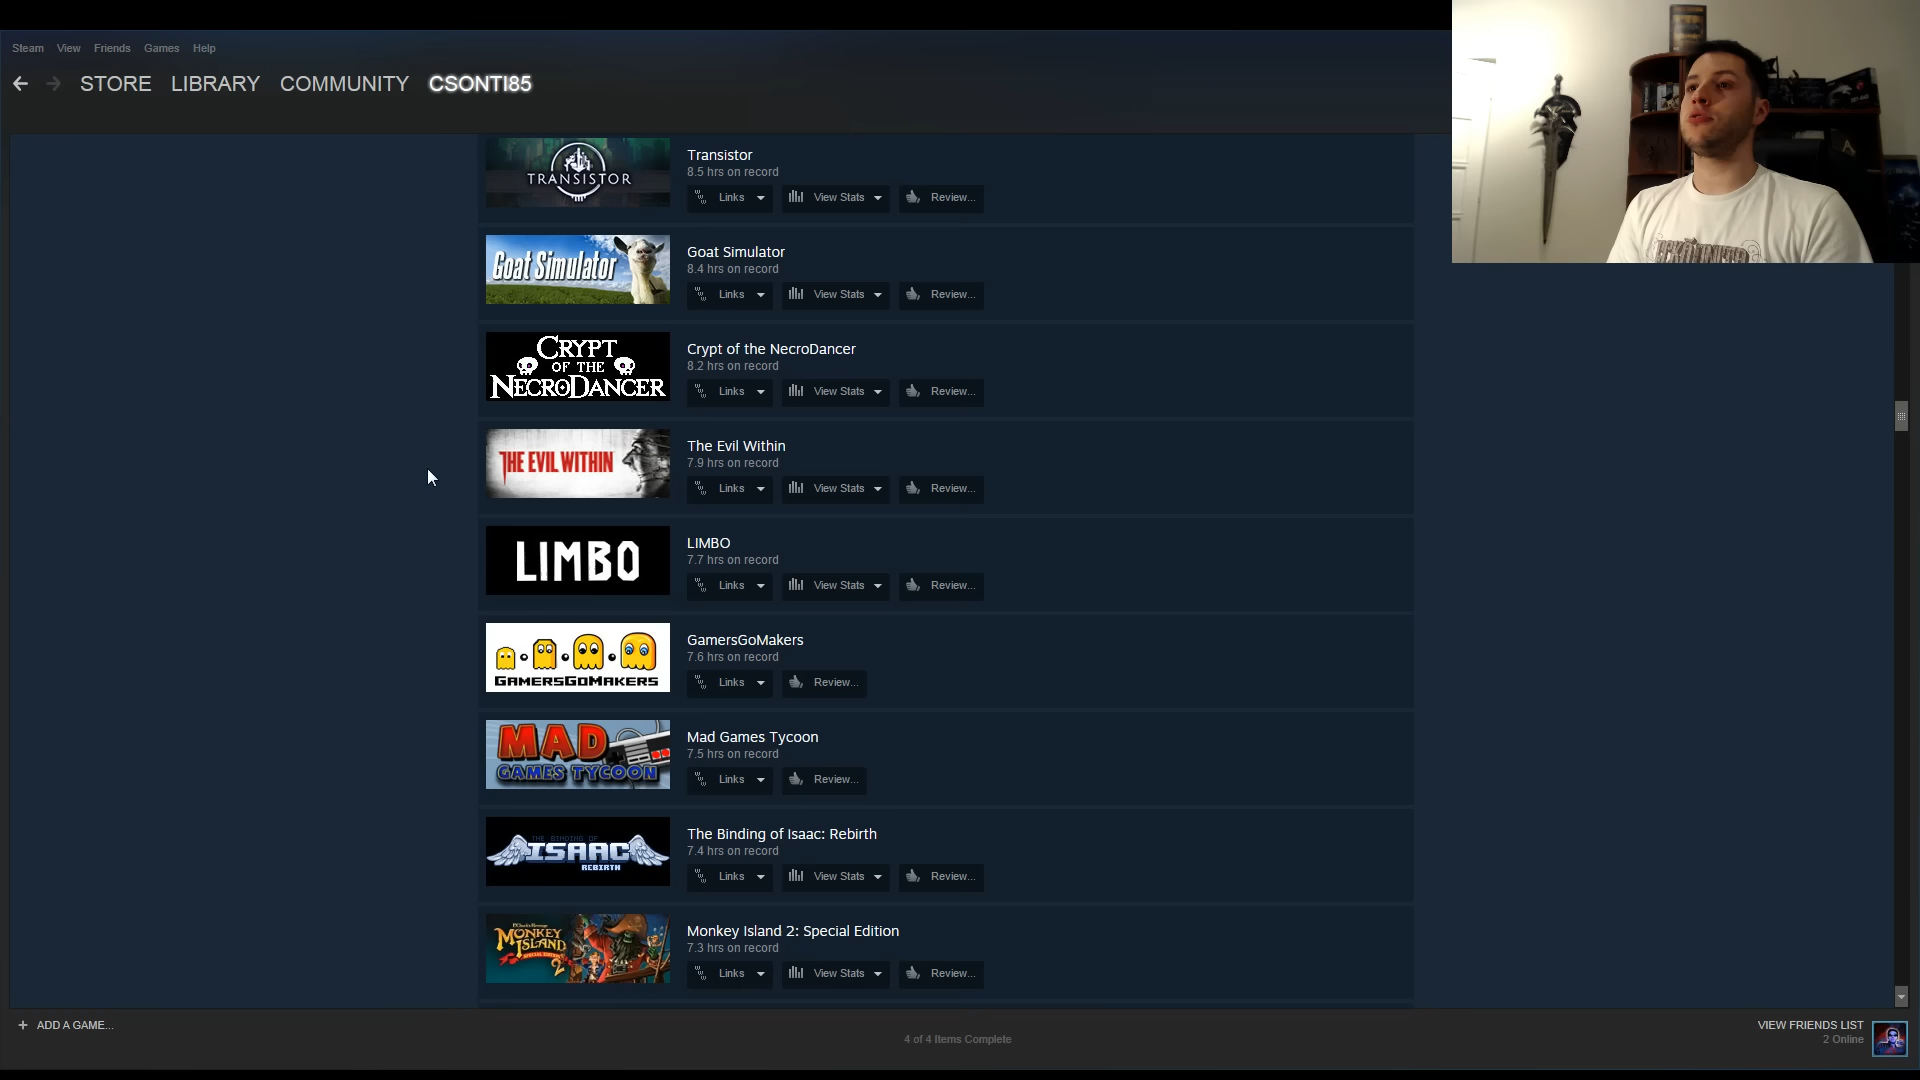 Steam View Friends Games Help
STORE LIBRARY COMMUNITY CSONTI85
TRANSISTOR
Transistor
8.5 hrs on record
Links View Stats Review...
Goat Simulator
Goat Simulator
8.4 hrs on record
Links View Stats Review...
CRYPT
OF THE
NECRODANCER
Crypt of the NecroDancer
8.2 hrs on record
Links View Stats Review...
THE EVIL WITHIN
The Evil Within
7.9 hrs on record
Links View Stats Review...
LIMBO
LIMBO
7.7 hrs on record
Links View Stats Review...
GAMERSGOMAKERS
GamersGoMakers
7.6 hrs on record
Links Review...
MAD
GAMES TYCOON
Mad Games Tycoon
7.5 hrs on record
Links Review...
THE BINDING OF
ISAAC
REBIRTH
The Binding of Isaac: Rebirth
7.4 hrs on record
Links View Stats Review...
MONKEY
ISLAND
SPECIAL EDITION
2
Monkey Island 2: Special Edition
7.3 hrs on record
Links View Stats Review...
+ ADD A GAME...
4 of 4 Items Complete
VIEW FRIENDS LIST
2 Online